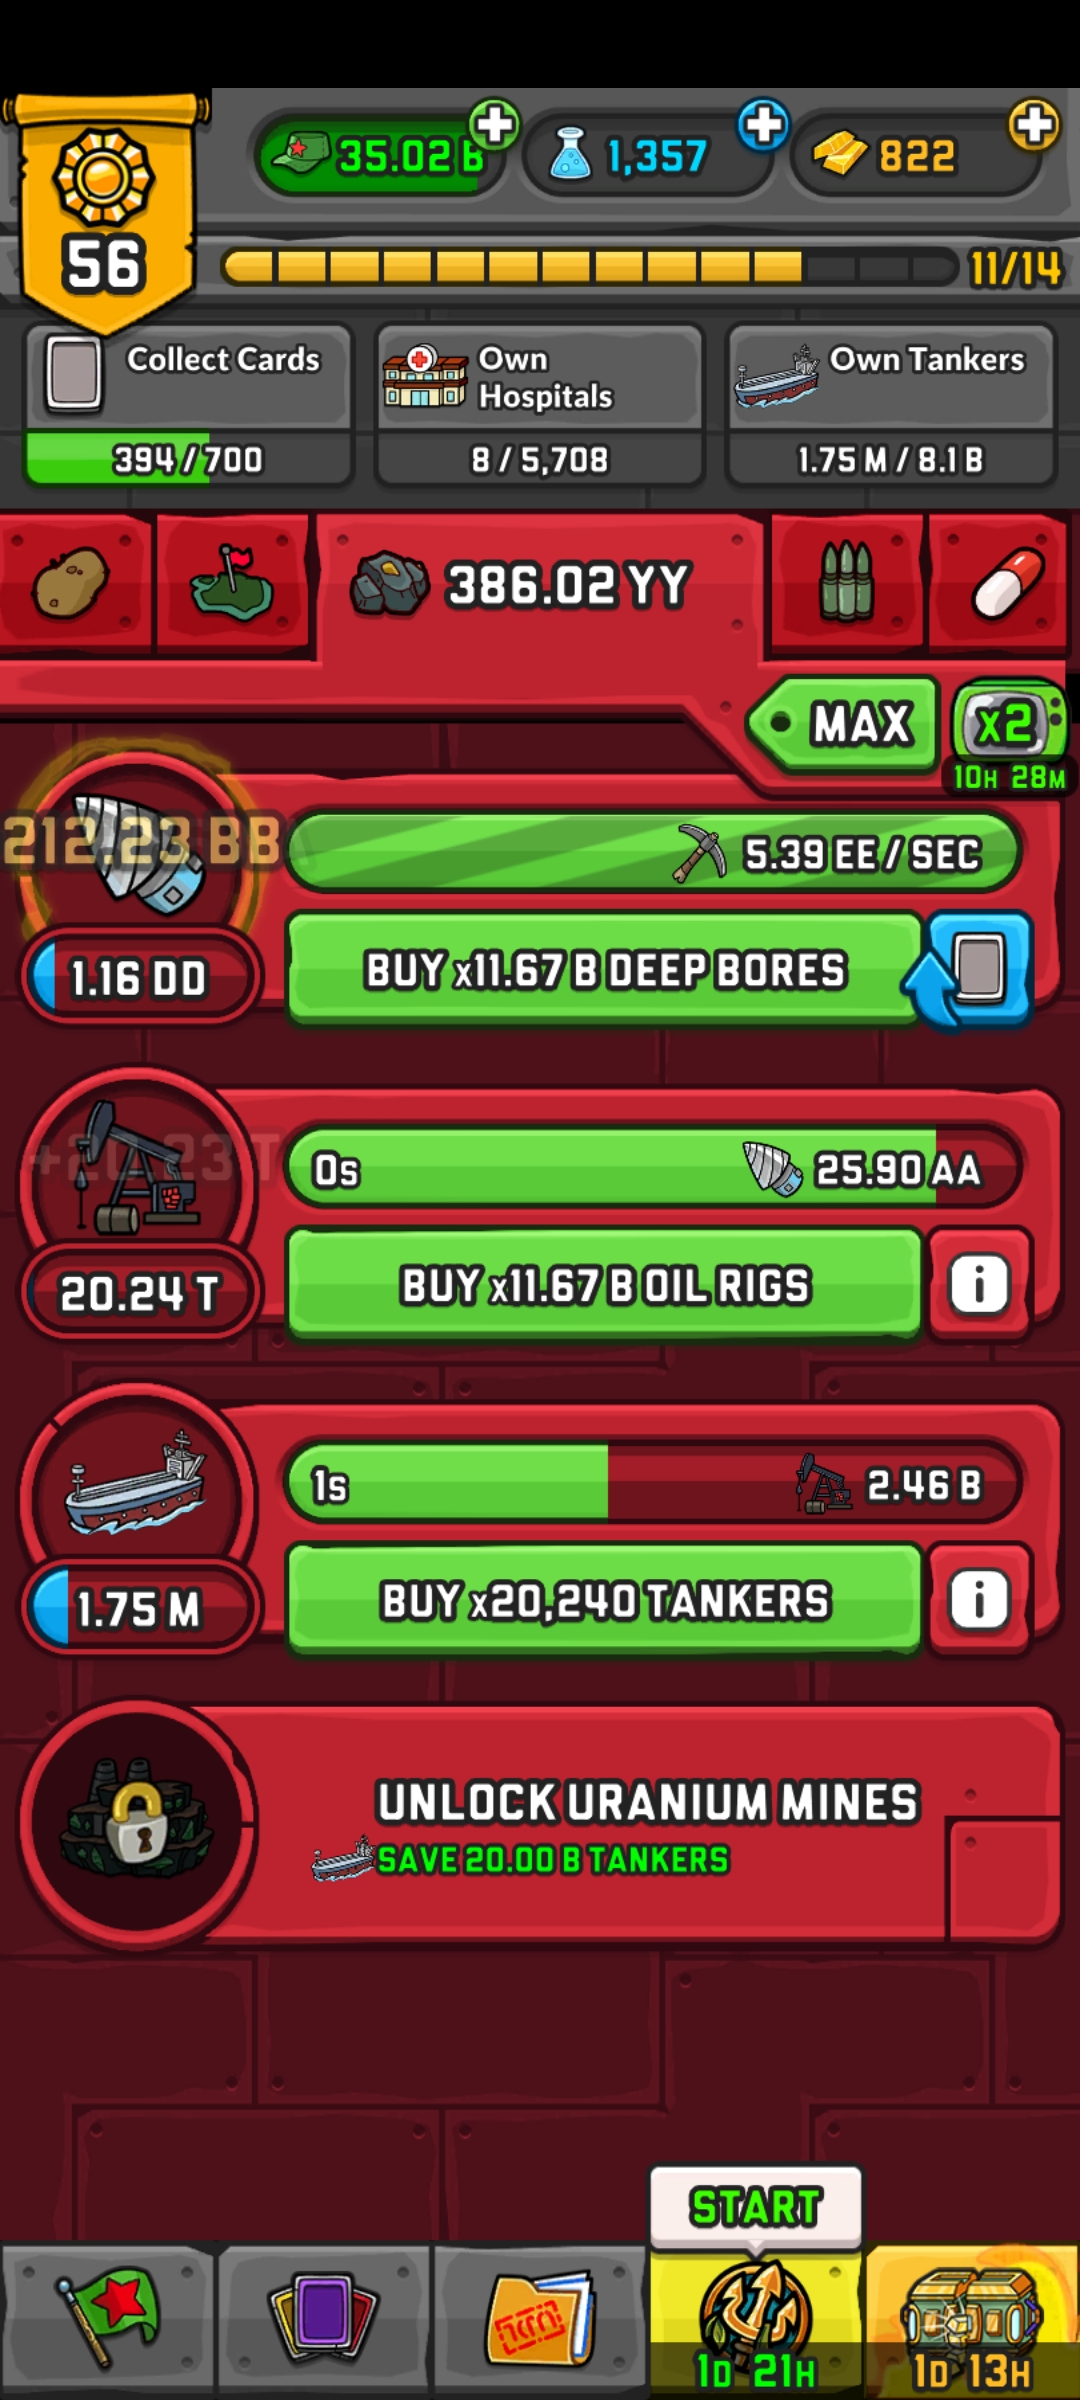 35.02 B
1,357
822
56
11/14
Collect Cards
394/700
Own
Hospitals
8/5,708
Own Tankers
1.75 M/8.1 B
386.02 YY
MAX
x2
10H 28M
212.23 BB
5.39 EE/SEC
1.16 DD
BUY x11.67 B DEEP BORES
+20.23 T
0s
25.90 AA
20.24 T
BUY x11.67 B OIL RIGS
i
1s
2.46 B
1.75 M
BUY x20,240 TANKERS
i
UNLOCK URANIUM MINES
SAVE 20.00 B TANKERS
START
1D 21H
1D 13H